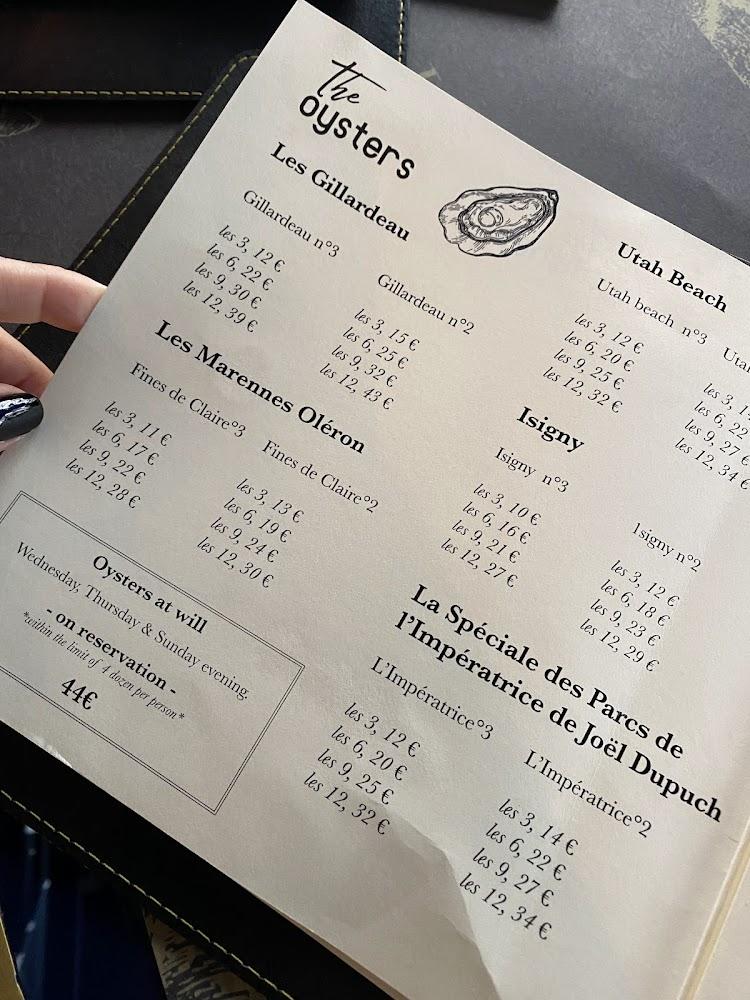 the
oysters
Les Gillardeau
Gillardeau n°3
les 3, 12 €
les 6, 22 €
les 9, 30 €
les 12, 39 €
Gillardeau n°2
les 3, 15 €
les 6, 25 €
les 9, 32 €
les 12, 43 €
Les Marennes Oléron
Fines de Claire°3
les 3, 11 €
les 6, 17 €
les 9, 22 €
les 12, 28 €
Fines de Claire°2
les 3, 13 €
les 6, 19 €
les 9, 24 €
les 12, 30 €
Oysters at will
Wednesday, Thursday & Sunday evening.
- on reservation -
*within the limit of 4 dozen per person*
44€
Utah Beach
Utah beach n°3
les 3, 12 €
les 6, 20 €
les 9, 25 €
les 12, 32 €
les 3,
les 6, 22
les 9, 27 €
les 12, 34 €
Isigny
Isigny n°3
les 3, 10 €
les 6, 16 €
les 9, 21 €
les 12, 27 €
1signy n°2
les 3, 12 €
les 6, 18 €
les 9, 23 €
les 12, 29 €
La Spéciale des Parcs de
l'Impératrice de Joël Dupuch
L'Impératrice°3
les 3, 12 €
les 6, 20 €
les 9, 25 €
les 12, 32 €
L'Impératrice°2
les 3, 14 €
les 6, 22 €
les 9, 27 €
les 12, 34 €